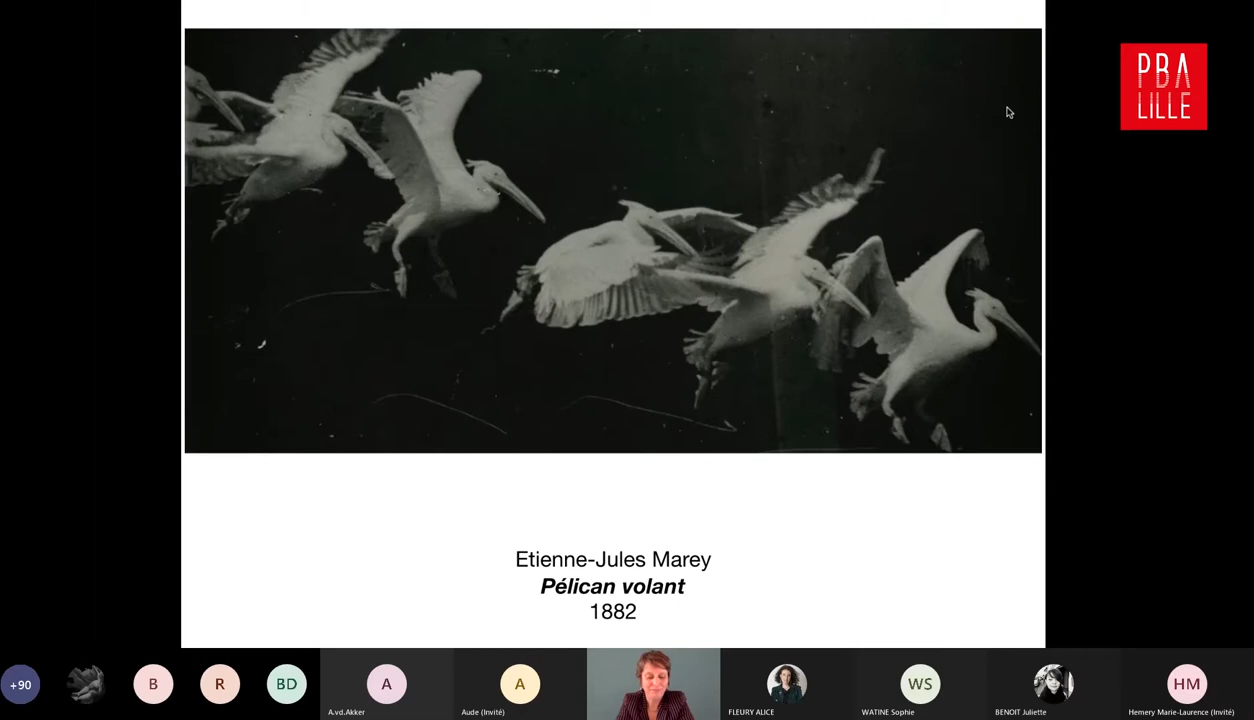 PBA
LILLE
Etienne-Jules Marey
Pélican volant
1882
+90
B
R
BD
A
A
WS
HM
A.vd.Akker
Aude (Invité)
FLEURY ALICE
WATINE Sophie
BENOIT Juliette
Hemery Marie-Laurence (Invité)